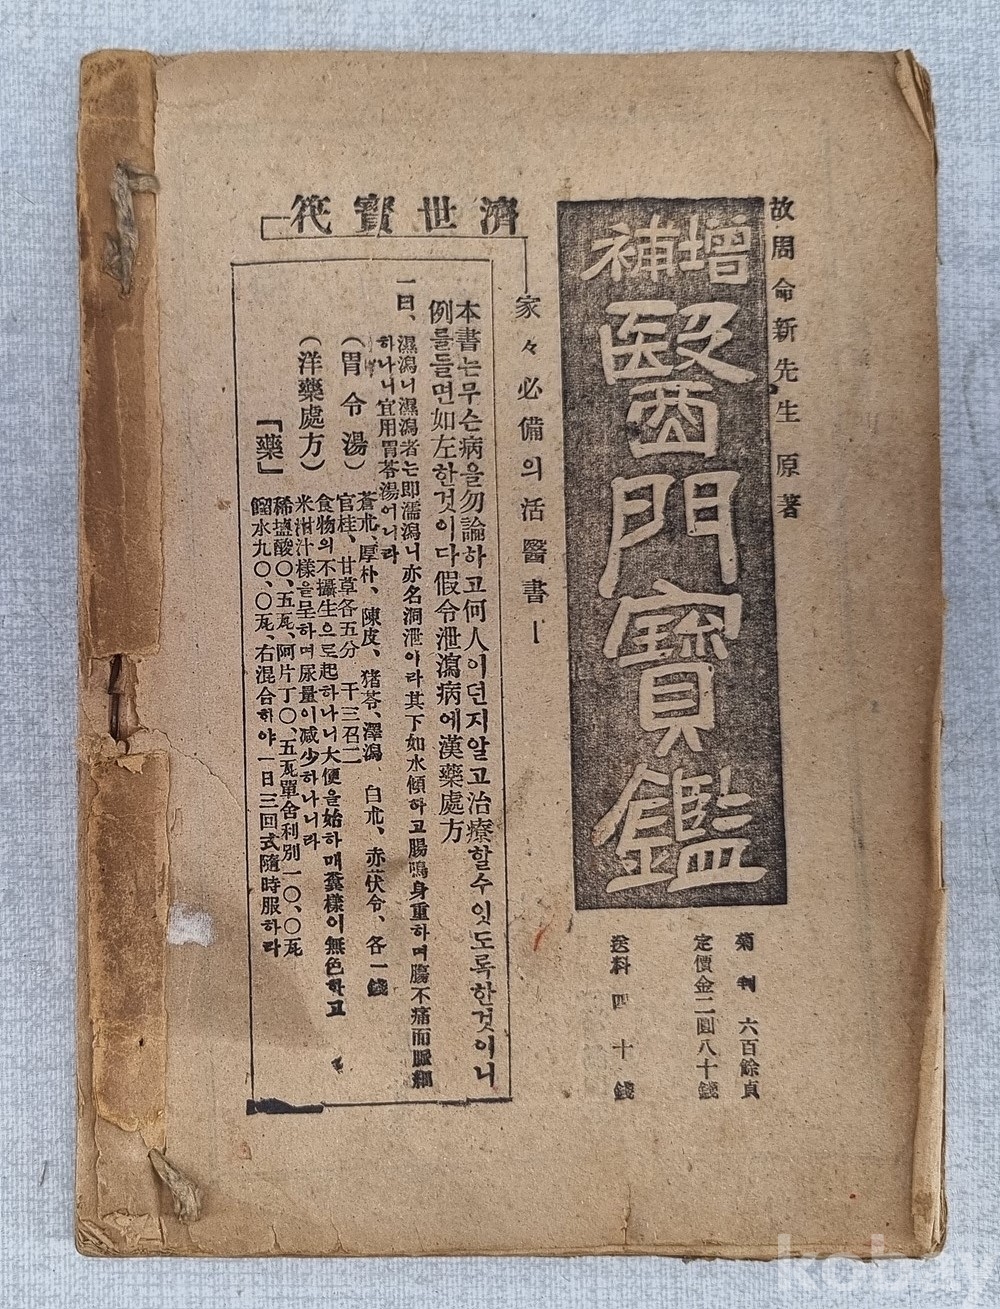 故周命新先生 原著
增補
醫門寶鑑
菊判 六百餘頁
定價金二圓八十錢
送料 四十錢
濟世寶筏
家々必備의活醫書ㅡ
本書는무슨病을勿論하고何人이던지알고治療할수잇도록한것이니
例를들면如左한것이다假令泄瀉病에漢藥處方
一曰、濕瀉니濕瀉者는即濡瀉니亦名洞泄이라其下如水傾하고腸鳴身重하며腸不痛而脈細
하나니宜用胃苓湯이니라
(胃令湯)
蒼朮、厚朴、陳皮、猪苓、澤瀉、白朮、赤茯令、各一錢
官桂、甘草各五分 干三召二
(洋藥處方)
食物의不攝生으로起하나니大便을始하매糞樣이無色하고
米泔汁樣을呈하며尿量이減少하나니라
「藥」
稀塩酸〇、五瓦、阿片丁〇、五瓦單舍利別一〇、〇瓦
餾水九〇、〇瓦、右混合하야一日三回式隨時服하라
kobay